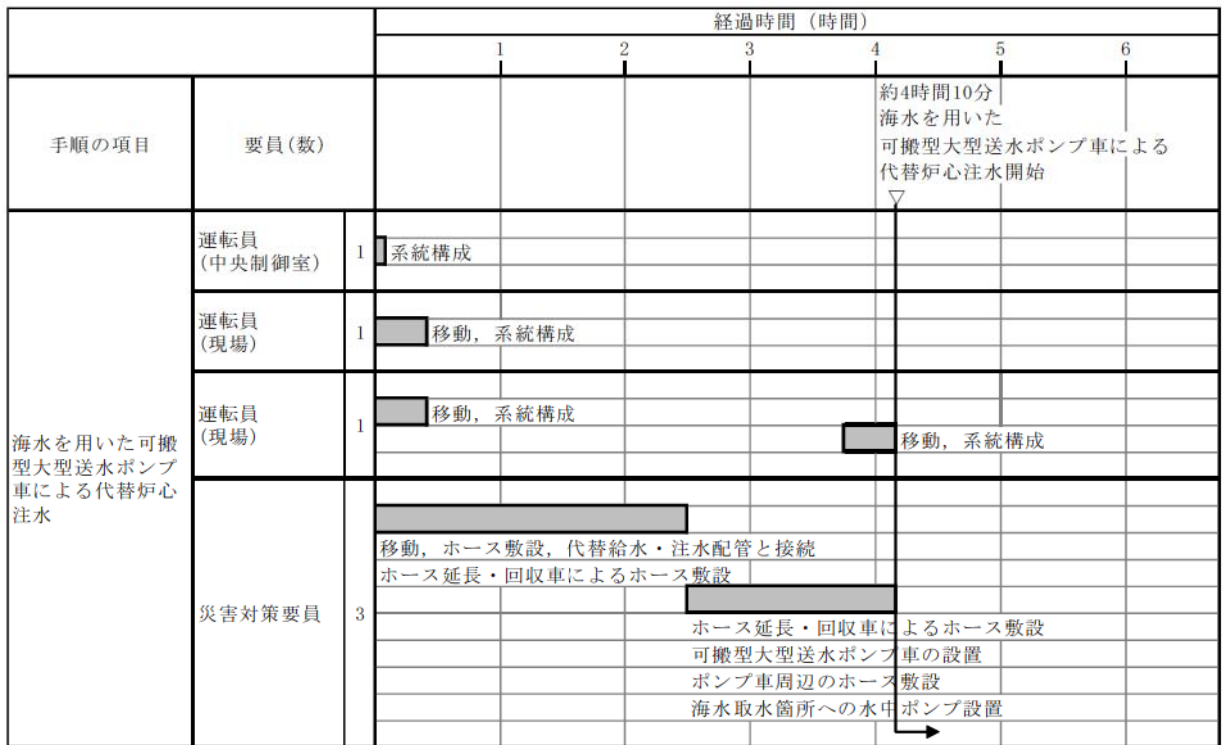 経過時間（時間）
1 2 3 4 5 6
手順の項目
要員(数)
約4時間10分
海水を用いた
可搬型大型送水ポンプ車による
代替炉心注水開始
▽
海水を用いた可搬
型大型送水ポンプ
車による代替炉心
注水
運転員
(中央制御室)
1
系統構成
運転員
(現場)
1
移動，系統構成
運転員
(現場)
1
移動，系統構成
移動，系統構成
災害対策要員
3
移動，ホース敷設，代替給水・注水配管と接続
ホース延長・回収車によるホース敷設
ホース延長・回収車によるホース敷設
可搬型大型送水ポンプ車の設置
ポンプ車周辺のホース敷設
海水取水箇所への水中ポンプ設置